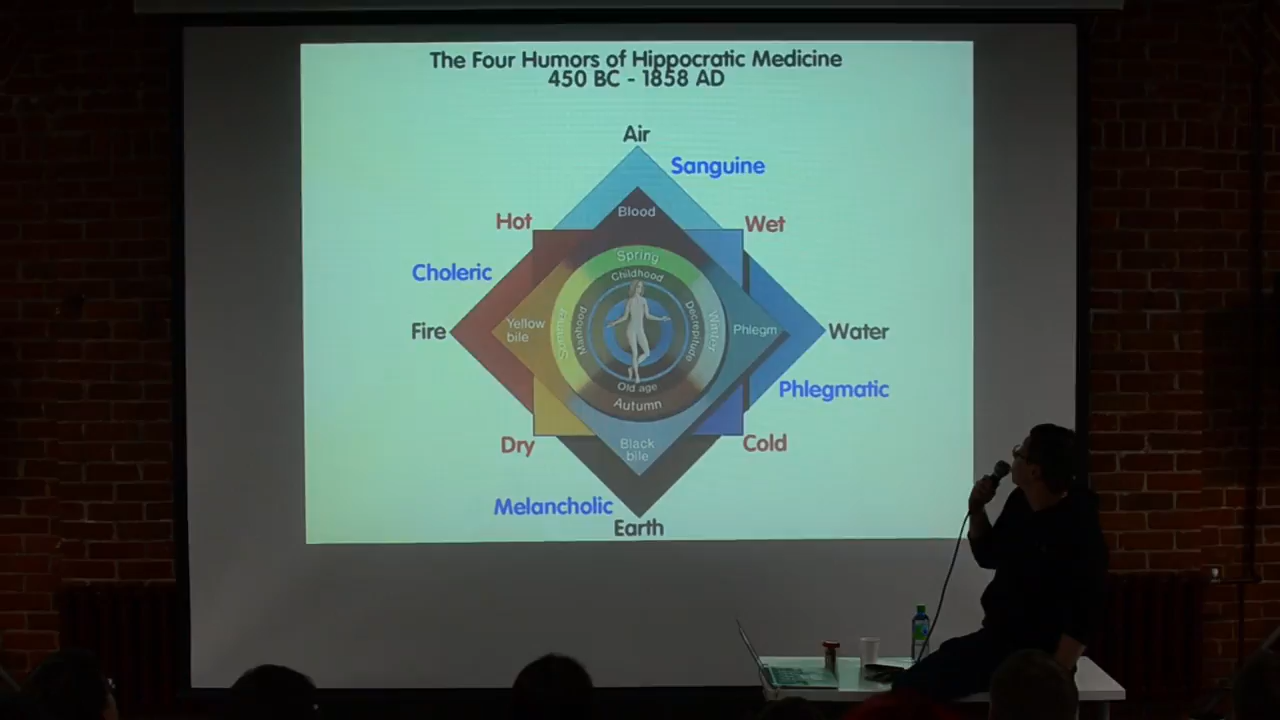 The Four Humors of Hippocratic Medicine
450 BC - 1858 AD
Air
Sanguine
Blood
Hot
Wet
Spring
Choleric
Childhood
Fire
Yellow
bile
Summer
Manhood
Decrepitude
Winter
Phlegm
Water
Old age
Phlegmatic
Autumn
Dry
Black
bile
Cold
Melancholic
Earth